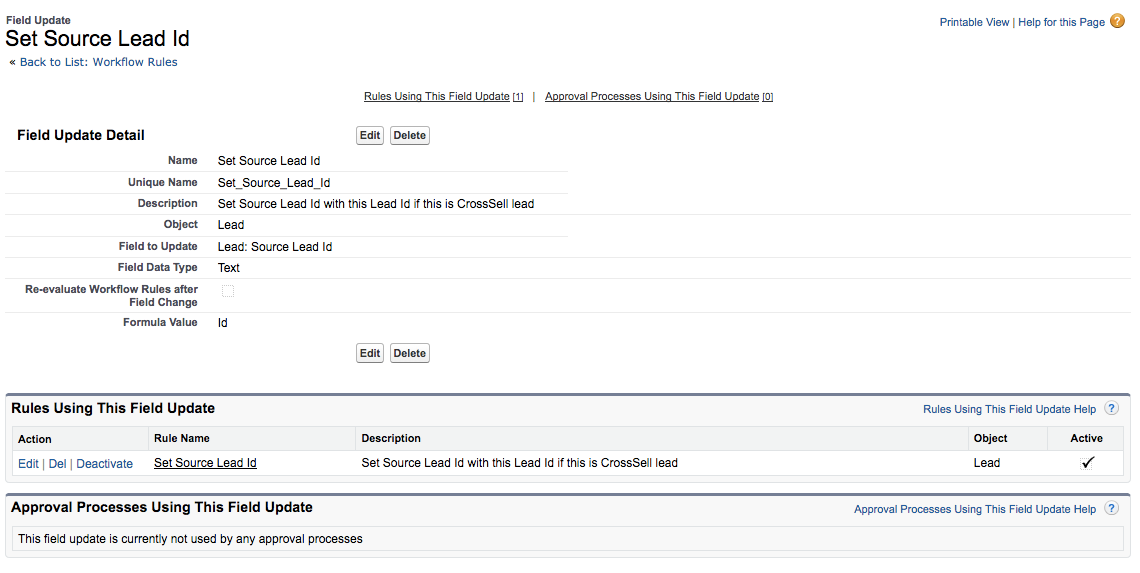 Field Update
Set Source Lead Id
« Back to List: Workflow Rules
Printable View | Help for this Page ?
Rules Using This Field Update [1] | Approval Processes Using This Field Update [0]
Field Update Detail Edit Delete
Name Set Source Lead Id
Unique Name Set_Source_Lead_Id
Description Set Source Lead Id with this Lead Id if this is CrossSell lead
Object Lead
Field to Update Lead: Source Lead Id
Field Data Type Text
Re-evaluate Workflow Rules after
Field Change
Formula Value Id
Edit Delete
Rules Using This Field Update Rules Using This Field Update Help ?
Action Rule Name Description Object Active
Edit | Del | Deactivate Set Source Lead Id Set Source Lead Id with this Lead Id if this is CrossSell lead Lead
Approval Processes Using This Field Update Approval Processes Using This Field Update Help ?
This field update is currently not used by any approval processes